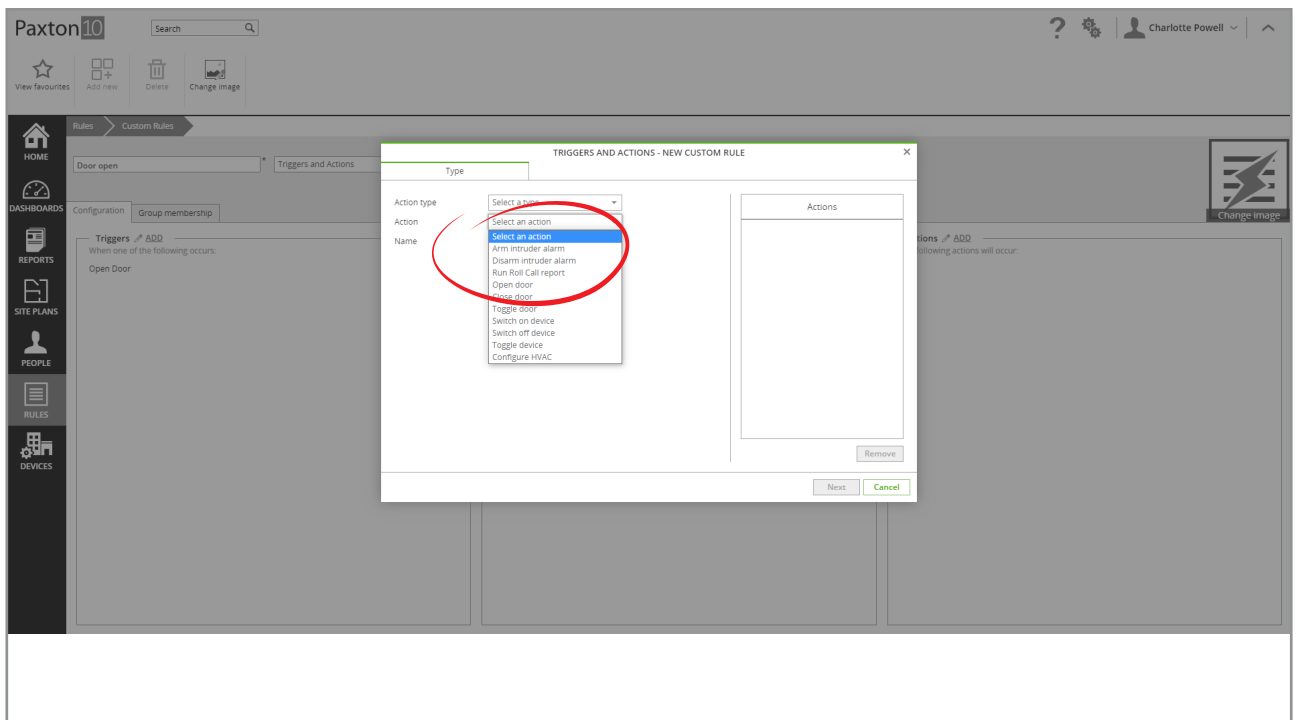 Paxton10
Search
Charlotte Powell
View favourites
Add new
Delete
Change image
HOME
DASHBOARDS
REPORTS
SITE PLANS
PEOPLE
RULES
DEVICES
Rules
Custom Rules
Door open
*
Triggers and Actions
Change image
Configuration
Group membership
Triggers ADD
When one of the following occurs:
Open Door
TRIGGERS AND ACTIONS - NEW CUSTOM RULE
Type
Action type
Select a type
Action
Select an action
Name
Select an action
Arm intruder alarm
Disarm intruder alarm
Run Roll Call report
Open door
Close door
Toggle door
Switch on device
Switch off device
Toggle device
Configure HVAC
Actions
Remove
Next
Cancel
tions ADD
following actions will occur: